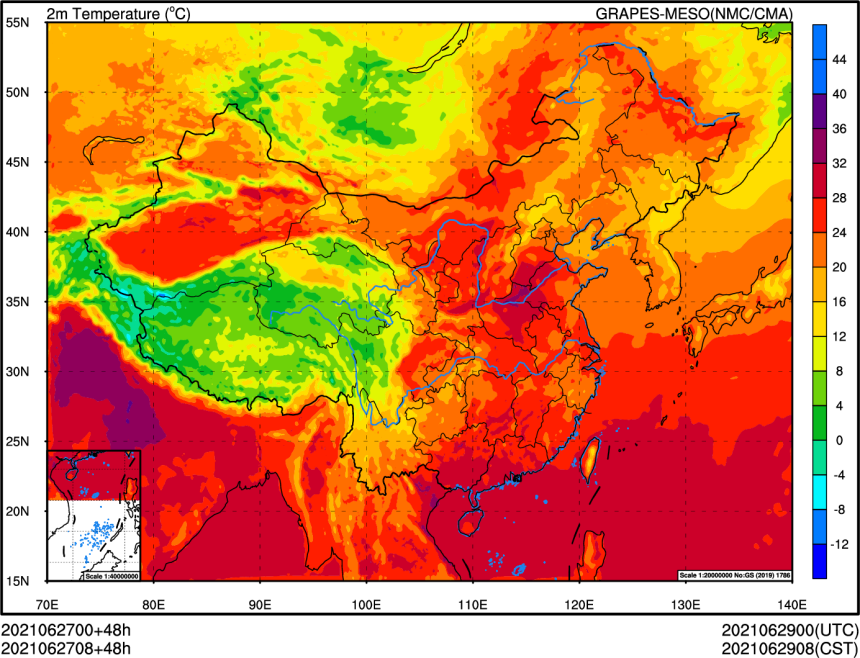 2m Temperature (°C) GRAPES-MESO(NMC/CMA)
55N
50N
45N
40N
35N
30N
25N
20N
15N
70E 80E 90E 100E 110E 120E 130E 140E
44
40
36
32
28
24
20
16
12
8
4
0
-4
-8
-12
Scale 1:40000000
Scale 1:20000000 No:GS (2019) 1786
2021062700+48h 2021062900(UTC)
2021062708+48h 2021062908(CST)